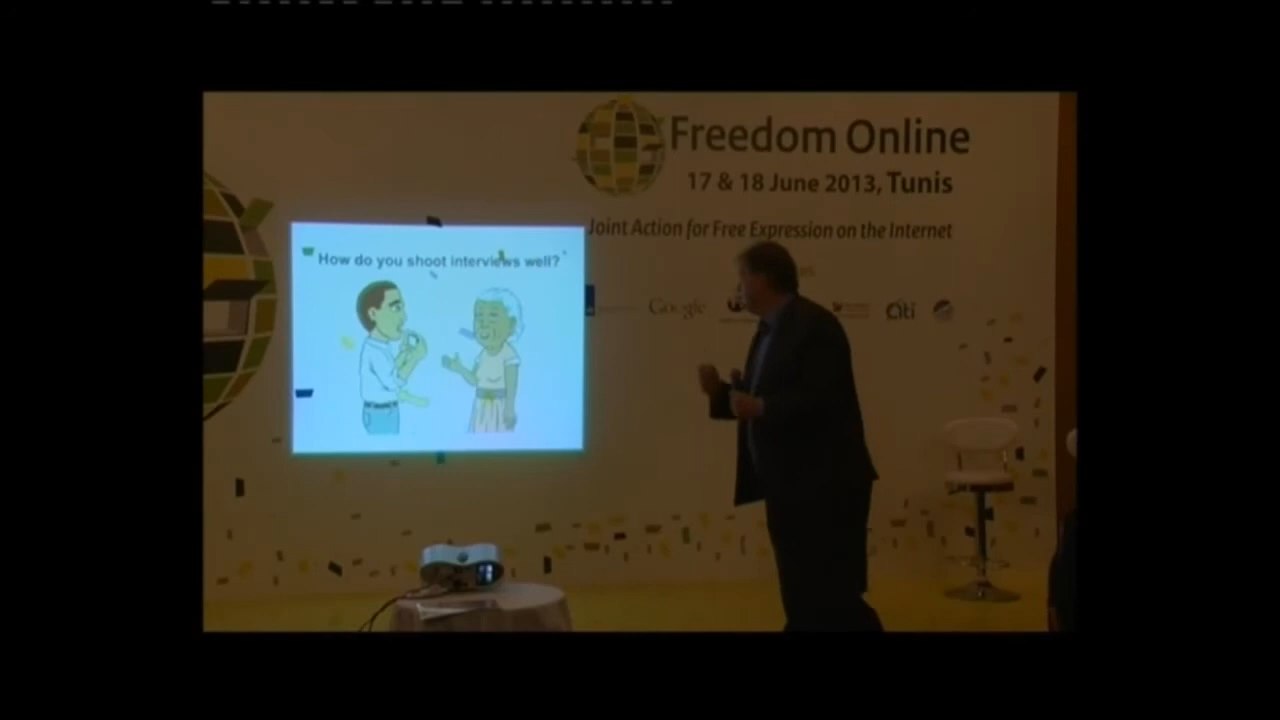 Freedom Online
17 & 18 June 2013, Tunis
Joint Action for Free Expression on the Internet
How do you shoot interviews well?
Google
citi